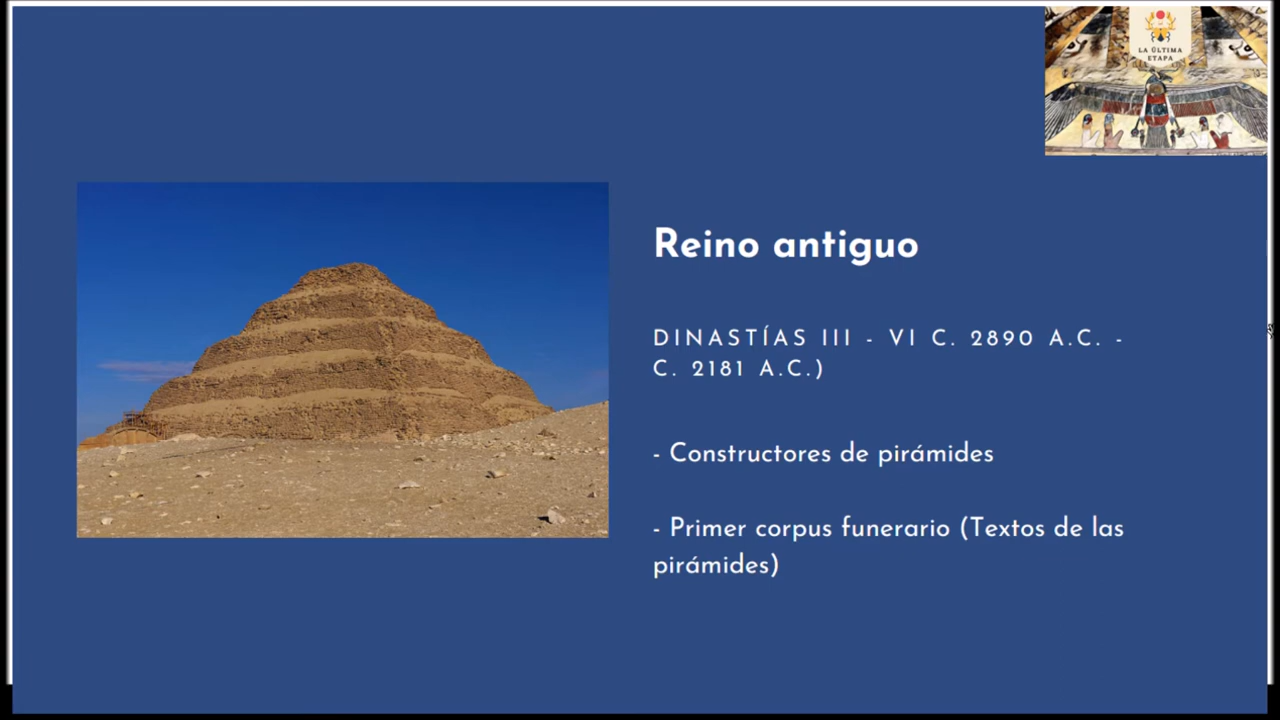 LA ÚLTIMA
ETAPA
Reino antiguo
DINASTÍAS III - VI C. 2890 A.C. -
C. 2181 A.C.)
- Constructores de pirámides
- Primer corpus funerario (Textos de las
pirámides)